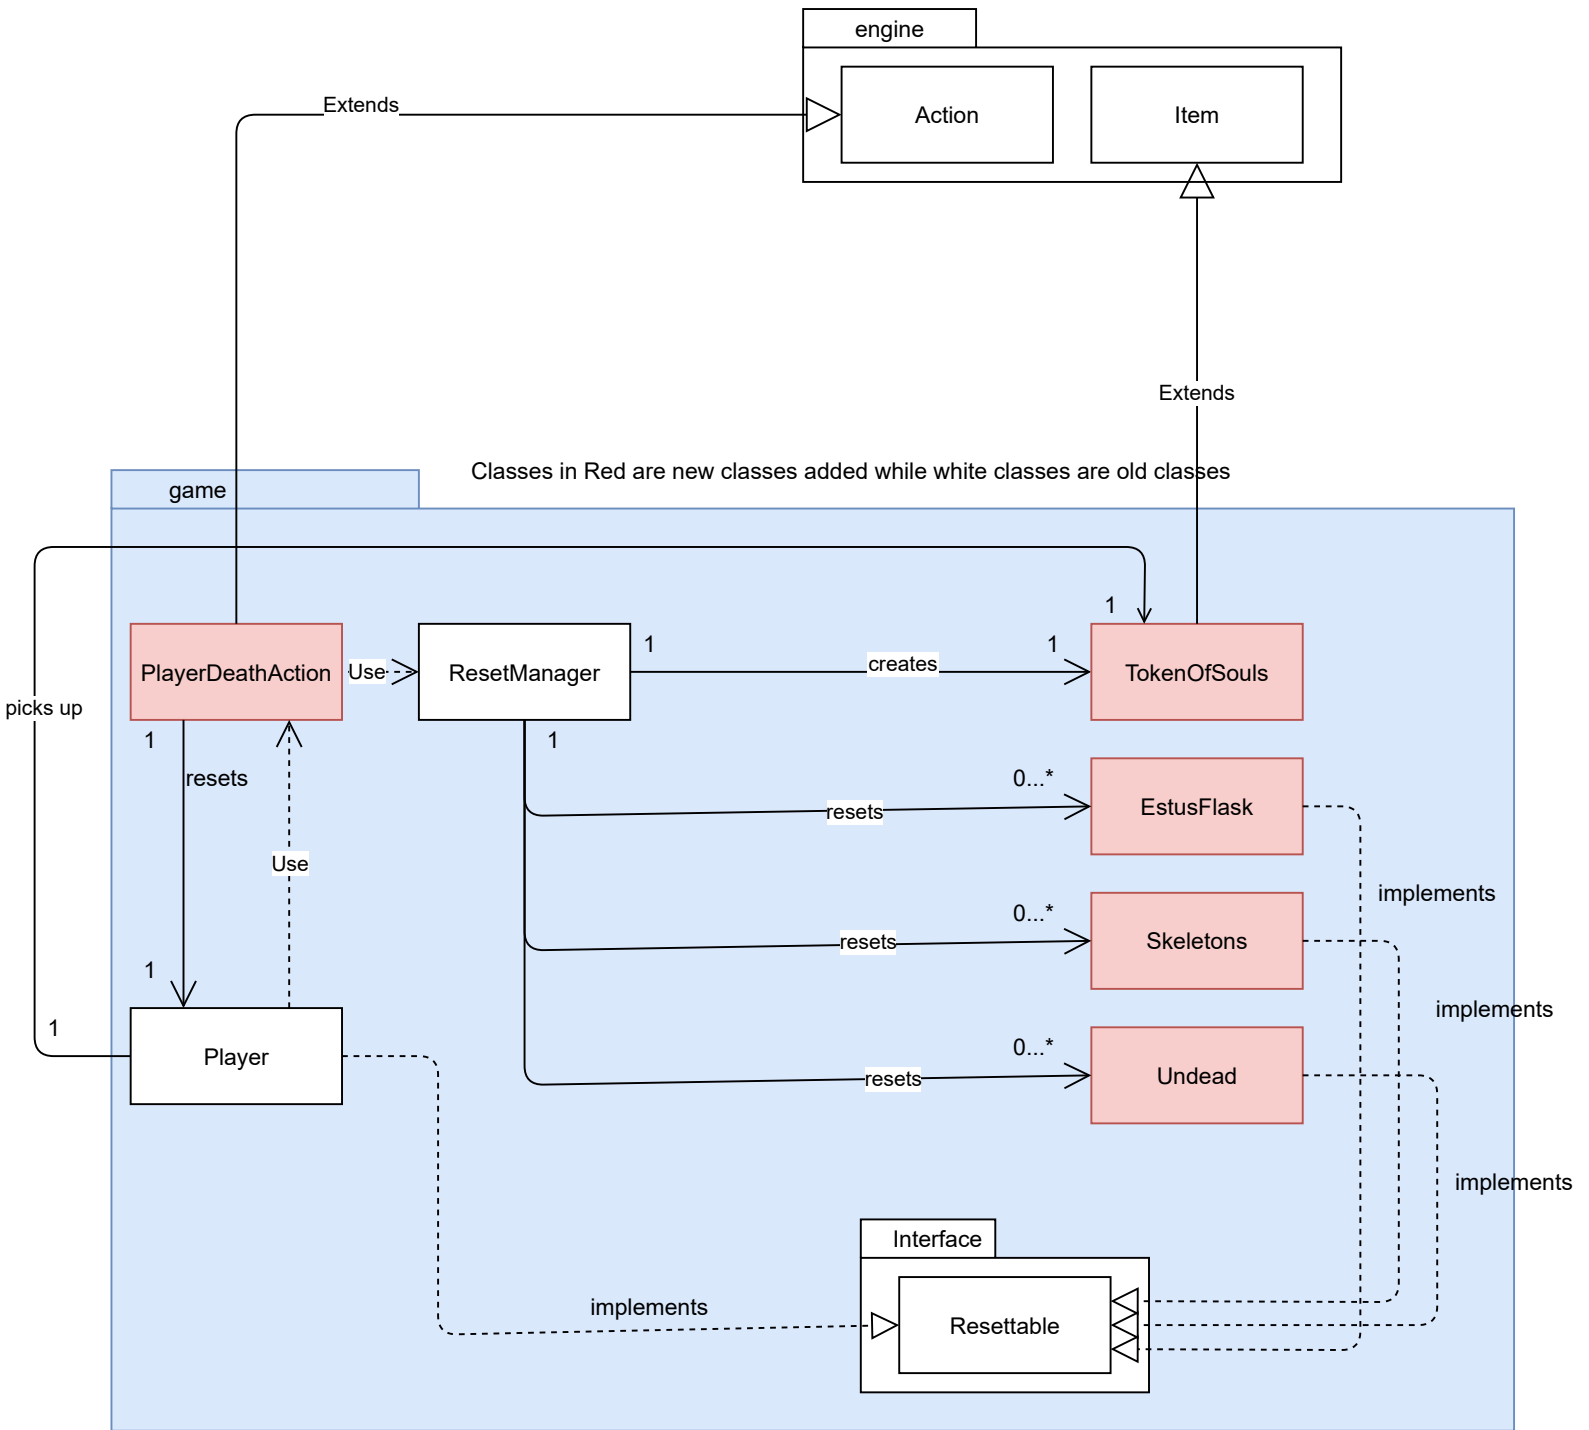 engine
Extends
Action
Item
Extends
Classes in Red are new classes added while white classes are old classes
game
1
PlayerDeathAction
Use
ResetManager
1
creates
1
TokenOfSouls
picks up
1
resets
1
0...*
resets
EstusFlask
Use
implements
0...*
resets
Skeletons
1
1
Player
implements
0...*
resets
Undead
implements
Interface
implements
Resettable